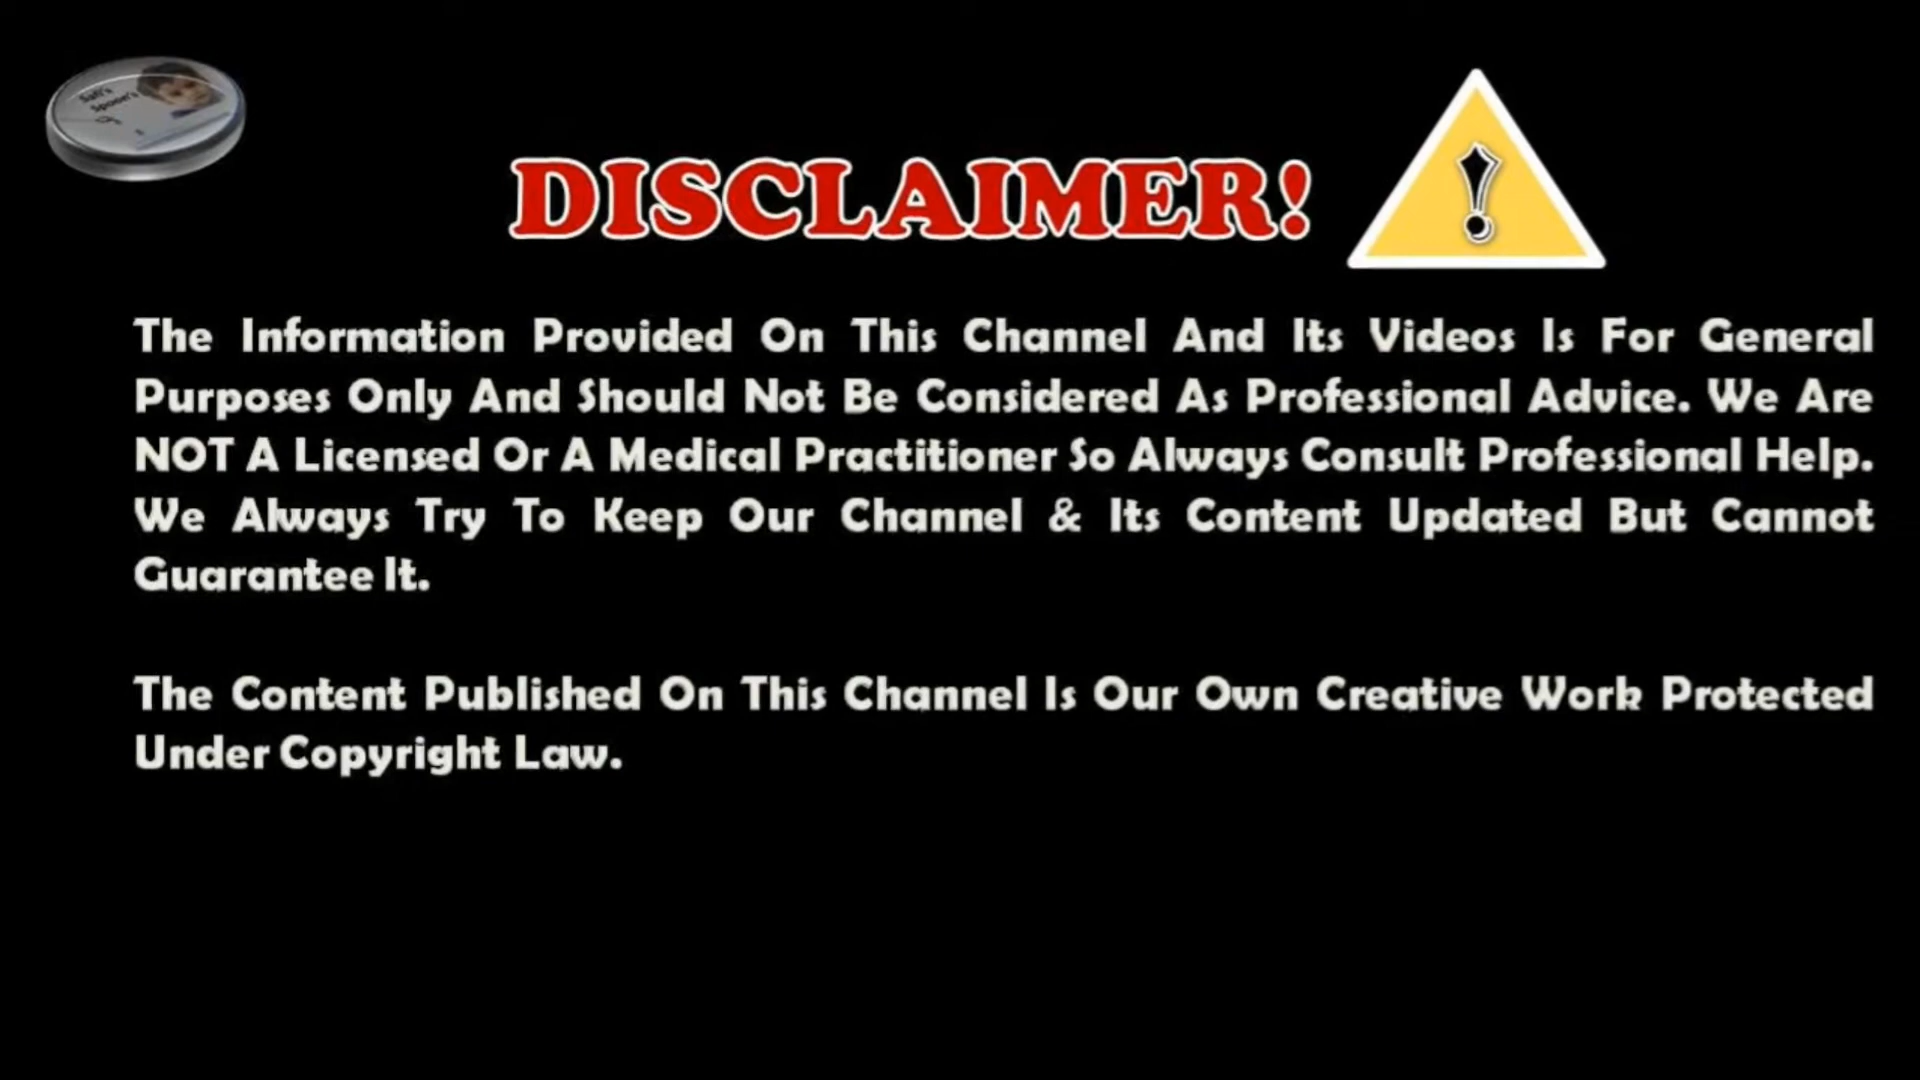 DISCLAIMER!
The Information Provided On This Channel And Its Videos Is For General
Purposes Only And Should Not Be Considered As Professional Advice. We Are
NOT A Licensed Or A Medical Practitioner So Always Consult Professional Help.
We Always Try To Keep Our Channel & Its Content Updated But Cannot
Guarantee It.
The Content Published On This Channel Is Our Own Creative Work Protected
Under Copyright Law.